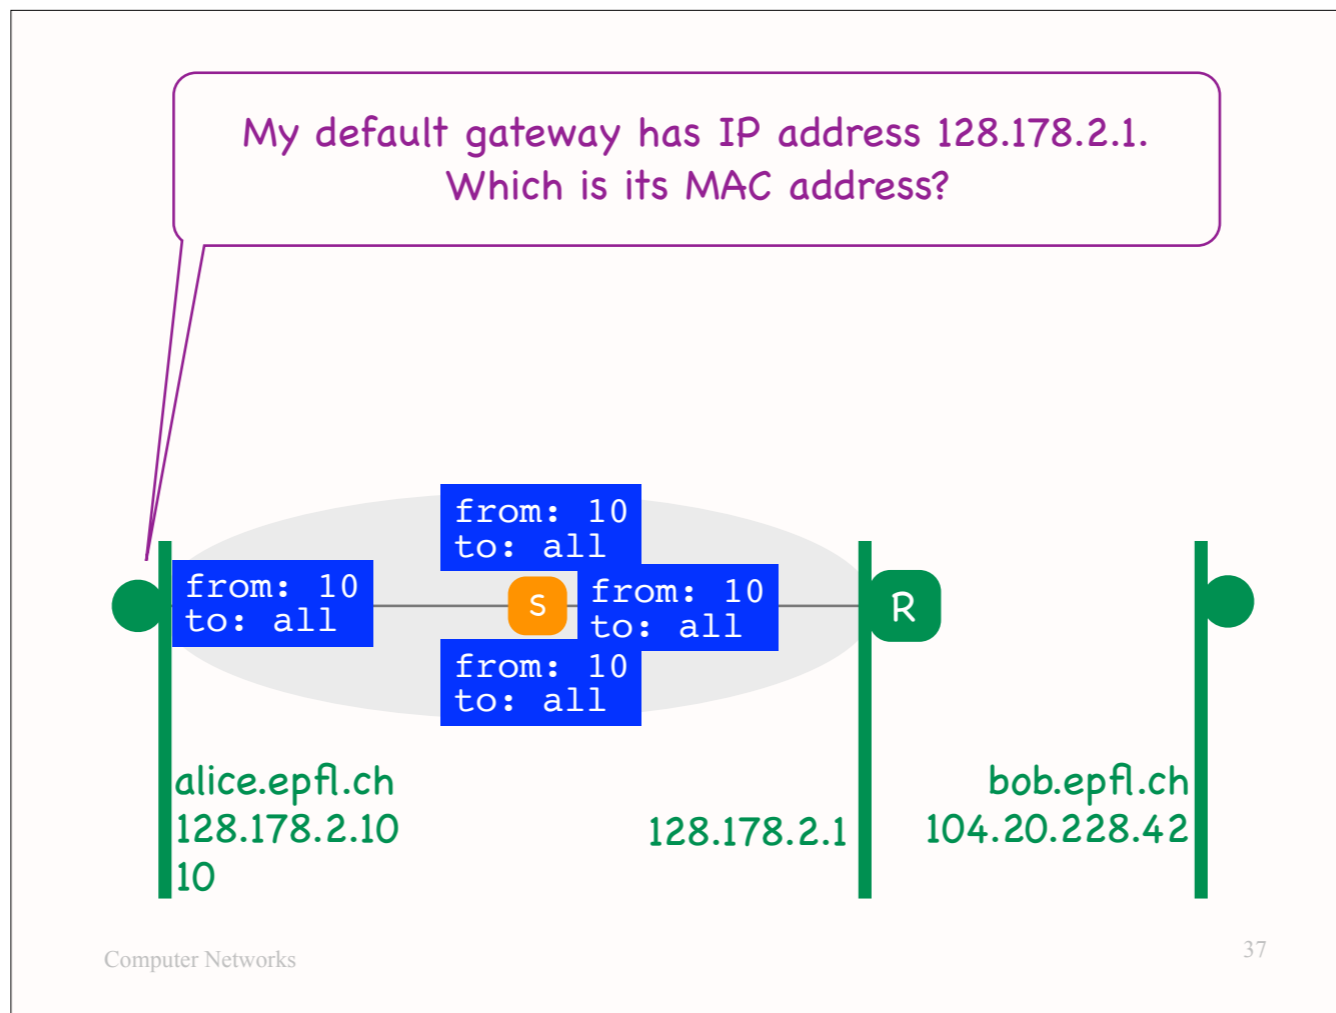 My default gateway has IP address 128.178.2.1.
Which is its MAC address?
from: 10
to: all
from: 10
to: all
S
from: 10
to: all
from: 10
to: all
R
alice.epfl.ch
128.178.2.10
10
128.178.2.1
bob.epfl.ch
104.20.228.42
Computer Networks
37